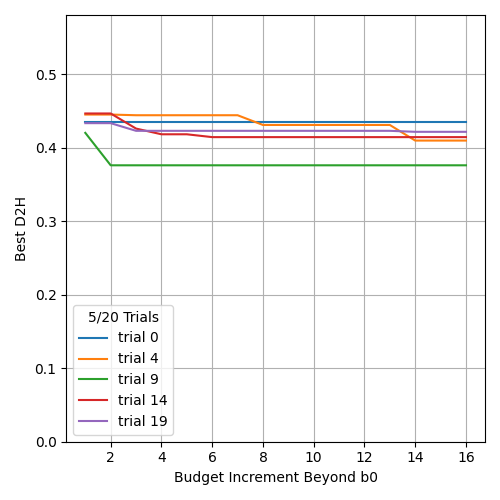 0.5
0.4
0.3
0.2
0.1
0.0
Best D2H
5/20 Trials
trial 0
trial 4
trial 9
trial 14
trial 19
2 4 6 8 10 12 14 16
Budget Increment Beyond b0